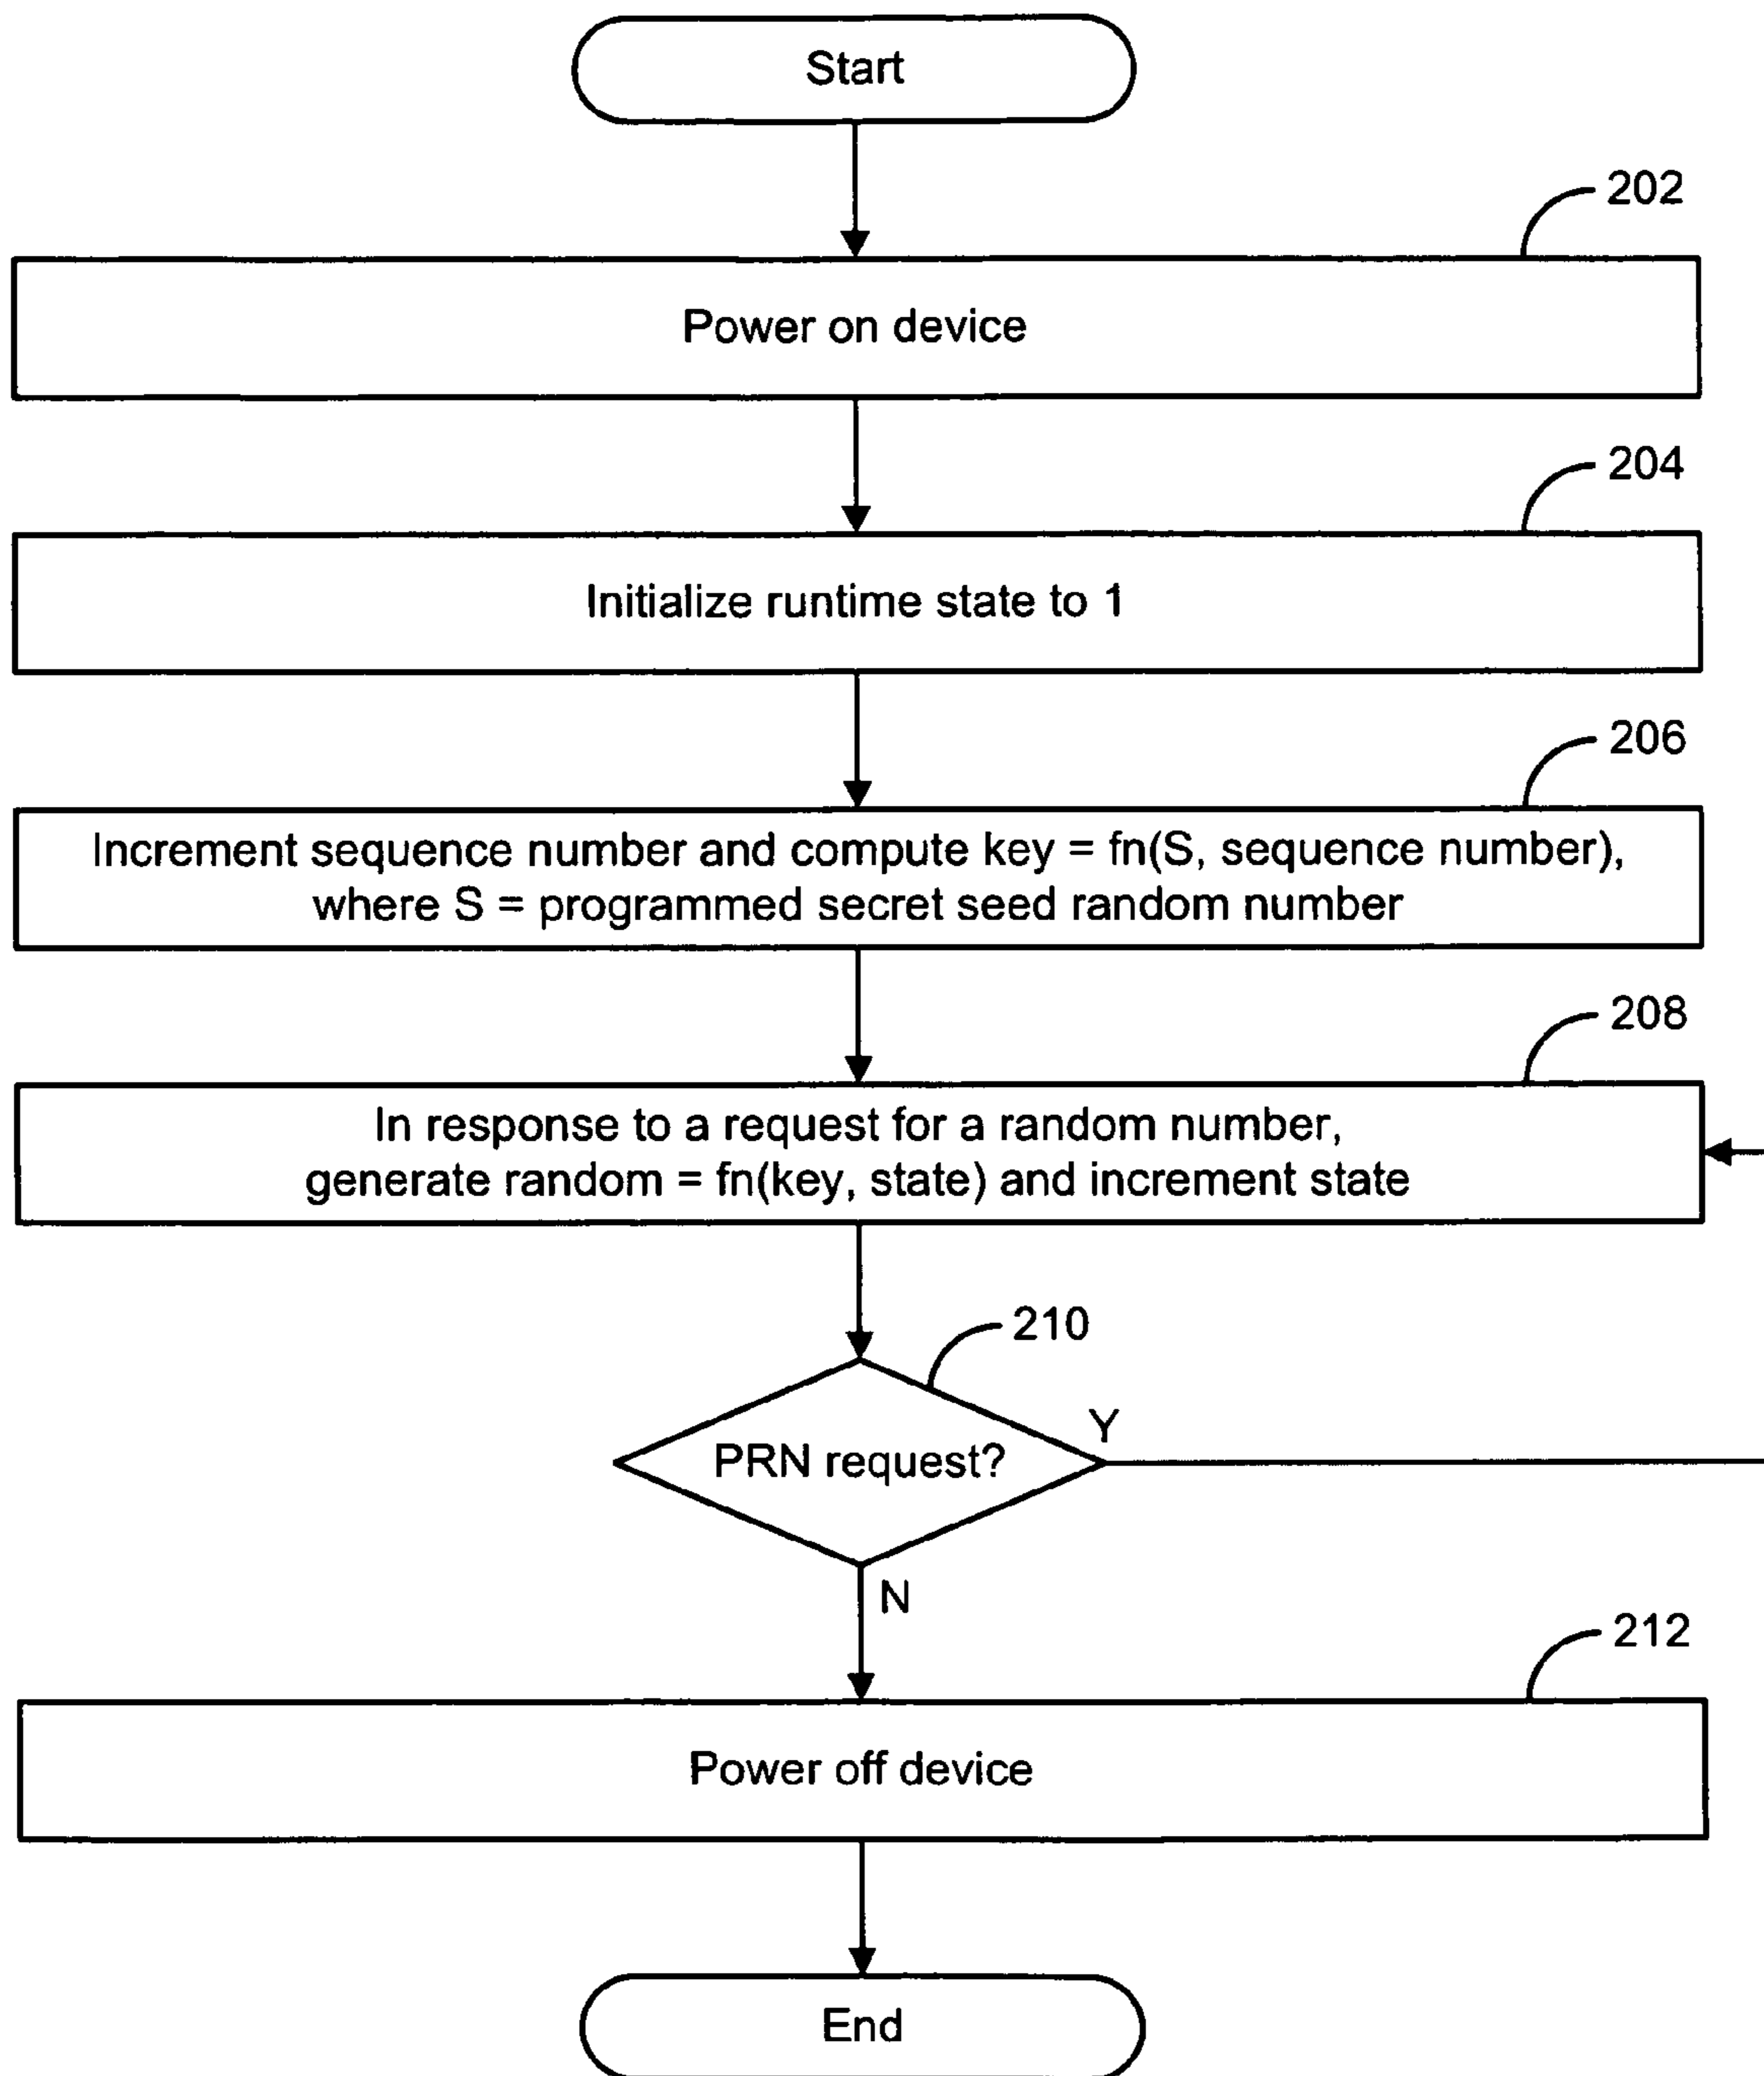 Start
202
Power on device
204
Initialize runtime state to 1
206
Increment sequence number and compute key = fn(S, sequence number),
where S = programmed secret seed random number
208
In response to a request for a random number,
generate random = fn(key, state) and increment state
210
Y
PRN request?
N
212
Power off device
End